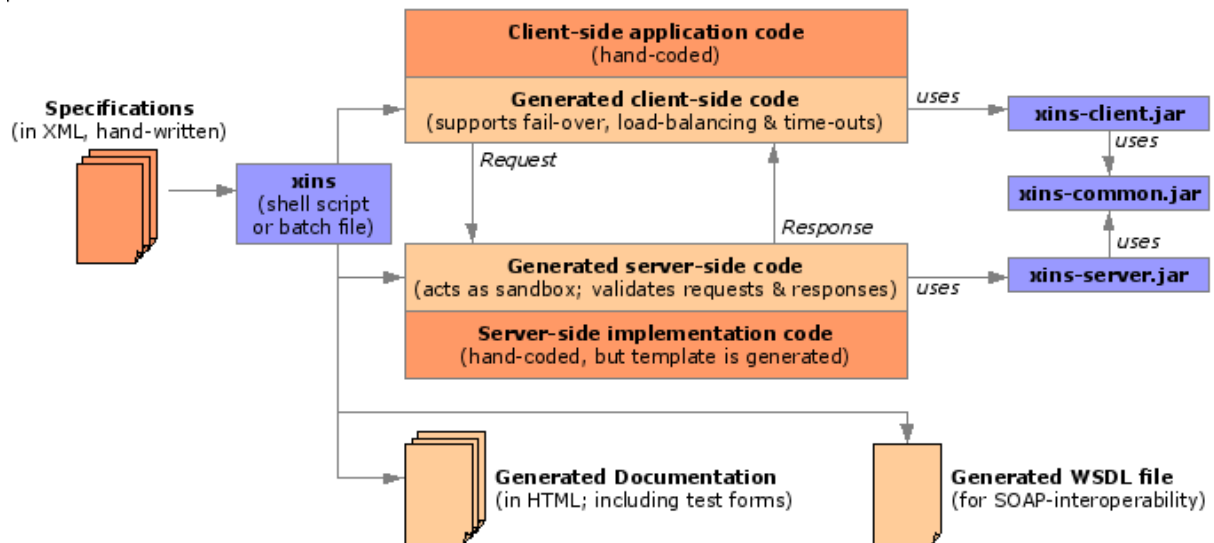 Client-side application code
(hand-coded)
Specifications
(in XML, hand-written)
Generated client-side code
(supports fail-over, load-balancing & time-outs)
uses
xins-client.jar
uses
Request
xins
(shell script
or batch file)
xins-common.jar
Response
uses
Generated server-side code
(acts as sandbox; validates requests & responses)
uses
xins-server.jar
Server-side implementation code
(hand-coded, but template is generated)
Generated Documentation
(in HTML; including test forms)
Generated WSDL file
(for SOAP-interoperability)